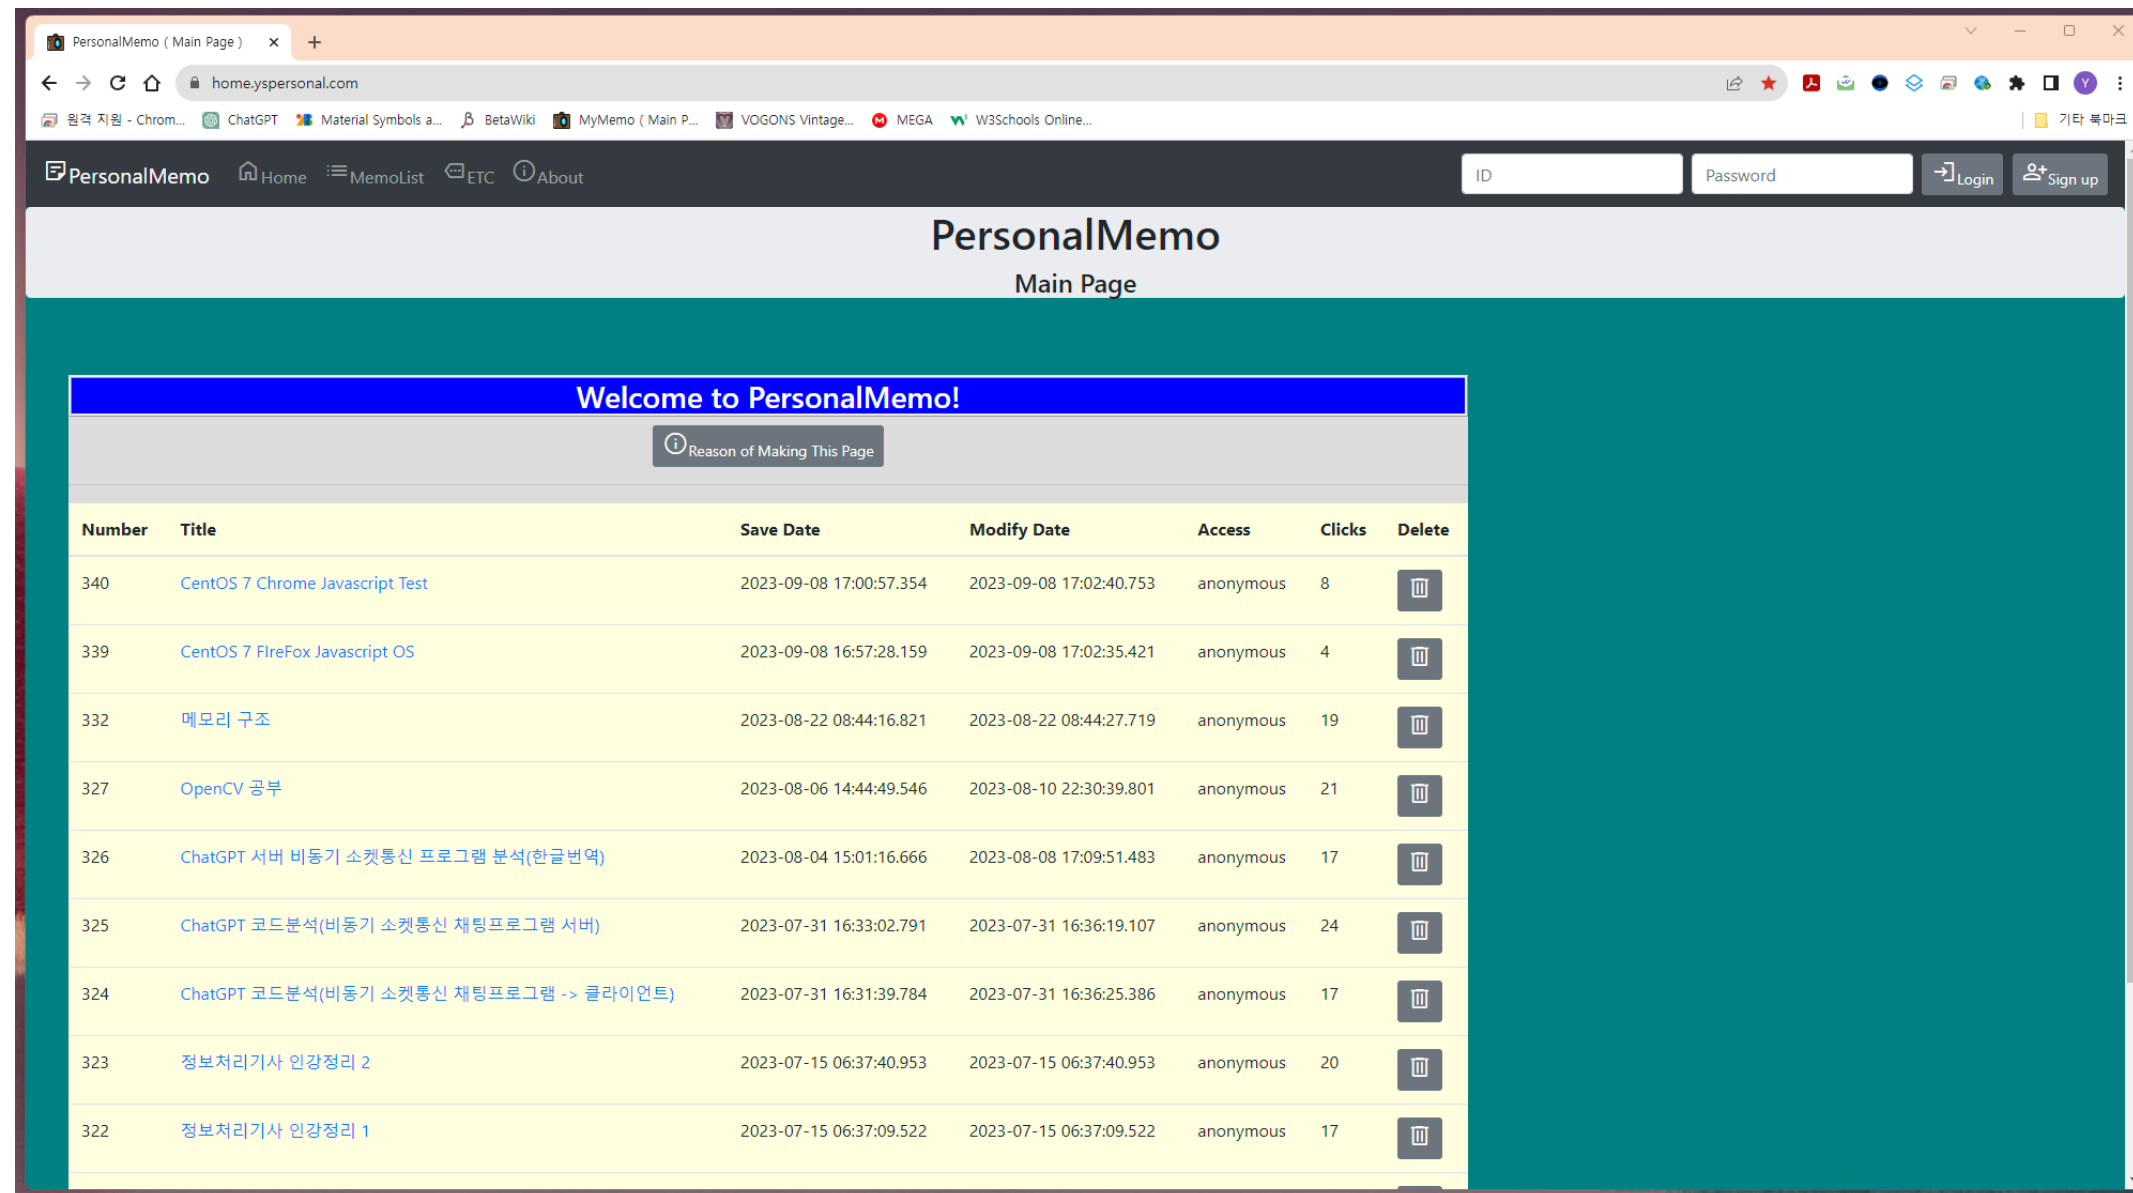 PersonalMemo ( Main Page )
home.yspersonal.com
원격 지원 - Chrom... ChatGPT Material Symbols a... BetaWiki MyMemo ( Main P... VOGONS Vintage... MEGA W3Schools Online... 기타 북마크
PersonalMemo Home MemoList ETC About ID Password Login Sign up
PersonalMemo
Main Page
Welcome to PersonalMemo!
Reason of Making This Page
Number Title Save Date Modify Date Access Clicks Delete
340 CentOS 7 Chrome Javascript Test 2023-09-08 17:00:57.354 2023-09-08 17:02:40.753 anonymous 8
339 CentOS 7 FIreFox Javascript OS 2023-09-08 16:57:28.159 2023-09-08 17:02:35.421 anonymous 4
332 메모리 구조 2023-08-22 08:44:16.821 2023-08-22 08:44:27.719 anonymous 19
327 OpenCV 공부 2023-08-06 14:44:49.546 2023-08-10 22:30:39.801 anonymous 21
326 ChatGPT 서버 비동기 소켓통신 프로그램 분석(한글번역) 2023-08-04 15:01:16.666 2023-08-08 17:09:51.483 anonymous 17
325 ChatGPT 코드분석(비동기 소켓통신 채팅프로그램 서버) 2023-07-31 16:33:02.791 2023-07-31 16:36:19.107 anonymous 24
324 ChatGPT 코드분석(비동기 소켓통신 채팅프로그램 -> 클라이언트) 2023-07-31 16:31:39.784 2023-07-31 16:36:25.386 anonymous 17
323 정보처리기사 인강정리 2 2023-07-15 06:37:40.953 2023-07-15 06:37:40.953 anonymous 20
322 정보처리기사 인강정리 1 2023-07-15 06:37:09.522 2023-07-15 06:37:09.522 anonymous 17